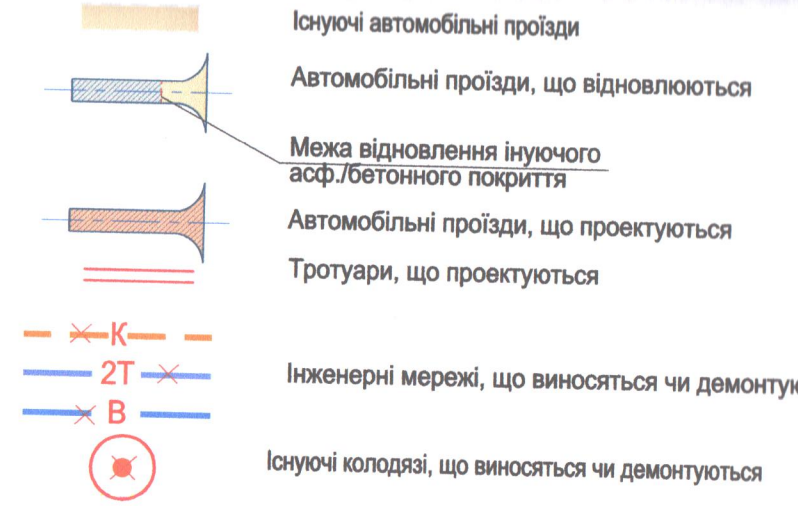 Існуючі автомобільні проїзди
Автомобільні проїзди, що відновлюються
Межа відновлення інуючого
асф./бетонного покриття
Автомобільні проїзди, що проектуються
Тротуари, що проектуються
К
2Т
Інженерні мережі, що виносяться чи демонтую
В
Існуючі колодязі, що виносяться чи демонтуються